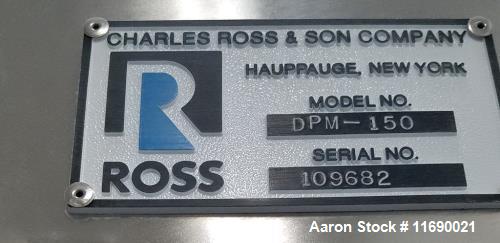 CHARLES ROSS & SON COMPANY
HAUPPAUGE, NEW YORK
MODEL NO.
DPM-150
SERIAL NO.
109682
R
ROSS
Aaron Stock # 11690021